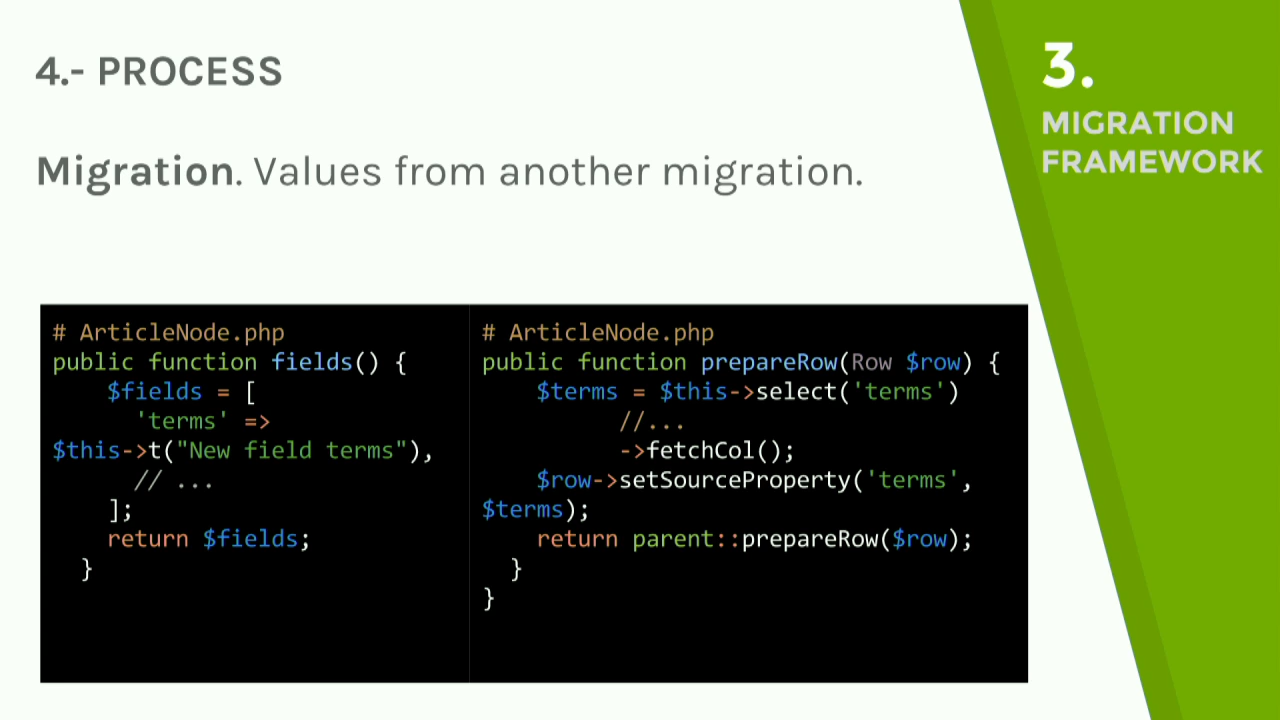 4.- PROCESS
Migration. Values from another migration.
# ArticleNode.php
public function fields() {
$fields = [
'terms' =>
$this->t("New field terms"),
// ...
];
return $fields;
}
# ArticleNode.php
public function prepareRow(Row $row) {
$terms = $this->select('terms')
//...
->fetchCol();
$row->setSourceProperty('terms',
$terms);
return parent::prepareRow($row);
}
}
3.
MIGRATION
FRAMEWORK